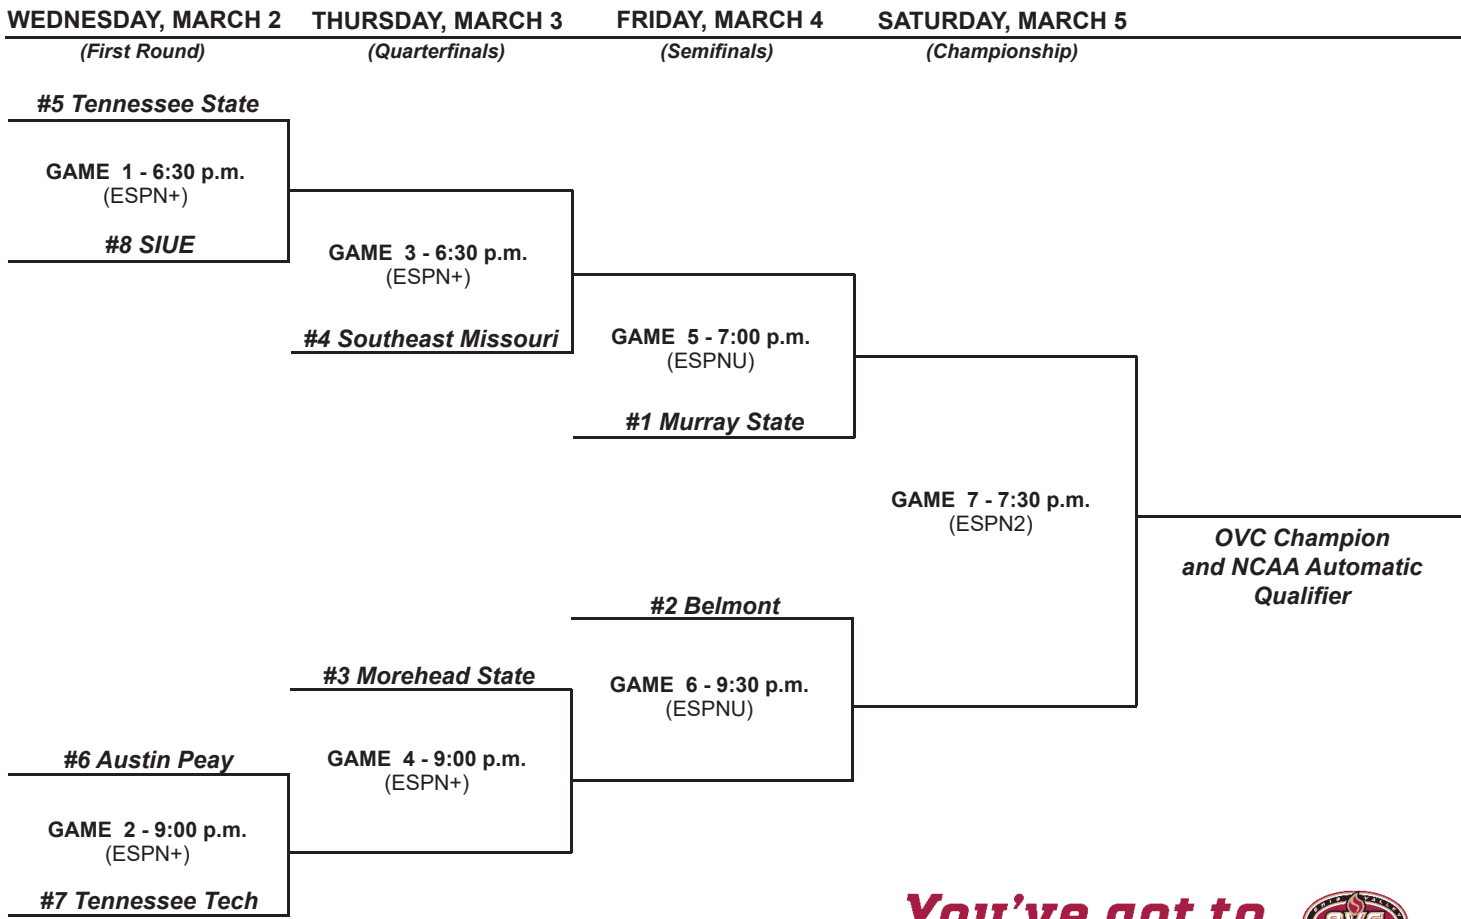 WEDNESDAY, MARCH 2
(First Round)
THURSDAY, MARCH 3
(Quarterfinals)
FRIDAY, MARCH 4
(Semifinals)
SATURDAY, MARCH 5
(Championship)
#5 Tennessee State
GAME 1 - 6:30 p.m.
(ESPN+)
#8 SIUE
GAME 3 - 6:30 p.m.
(ESPN+)
#4 Southeast Missouri
GAME 5 - 7:00 p.m.
(ESPNU)
#1 Murray State
GAME 7 - 7:30 p.m.
(ESPN2)
OVC Champion
and NCAA Automatic
Qualifier
#2 Belmont
#3 Morehead State
GAME 6 - 9:30 p.m.
(ESPNU)
#6 Austin Peay
GAME 4 - 9:00 p.m.
(ESPN+)
GAME 2 - 9:00 p.m.
(ESPN+)
#7 Tennessee Tech
You've got to